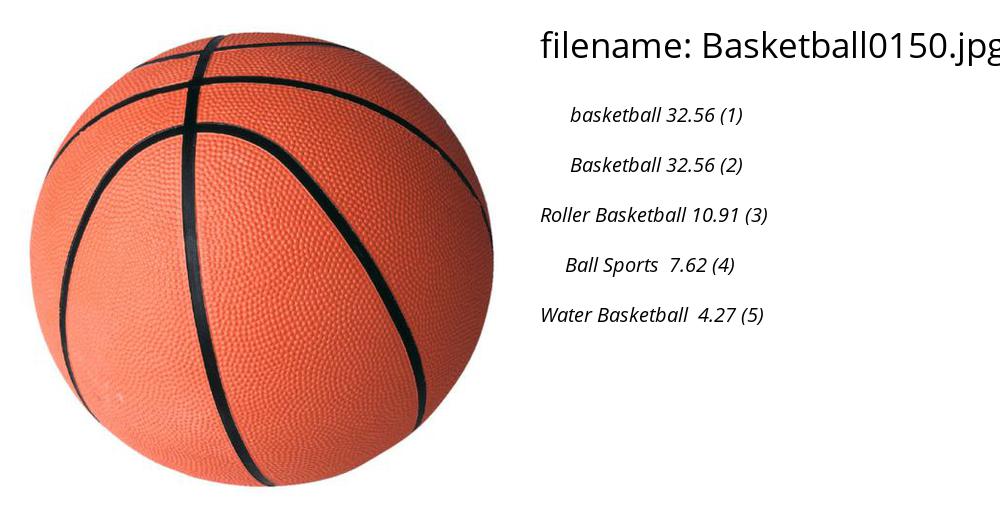 filename: Basketball0150.jpg
basketball 32.56 (1)
Basketball 32.56 (2)
Roller Basketball 10.91 (3)
Ball Sports 7.62 (4)
Water Basketball 4.27 (5)